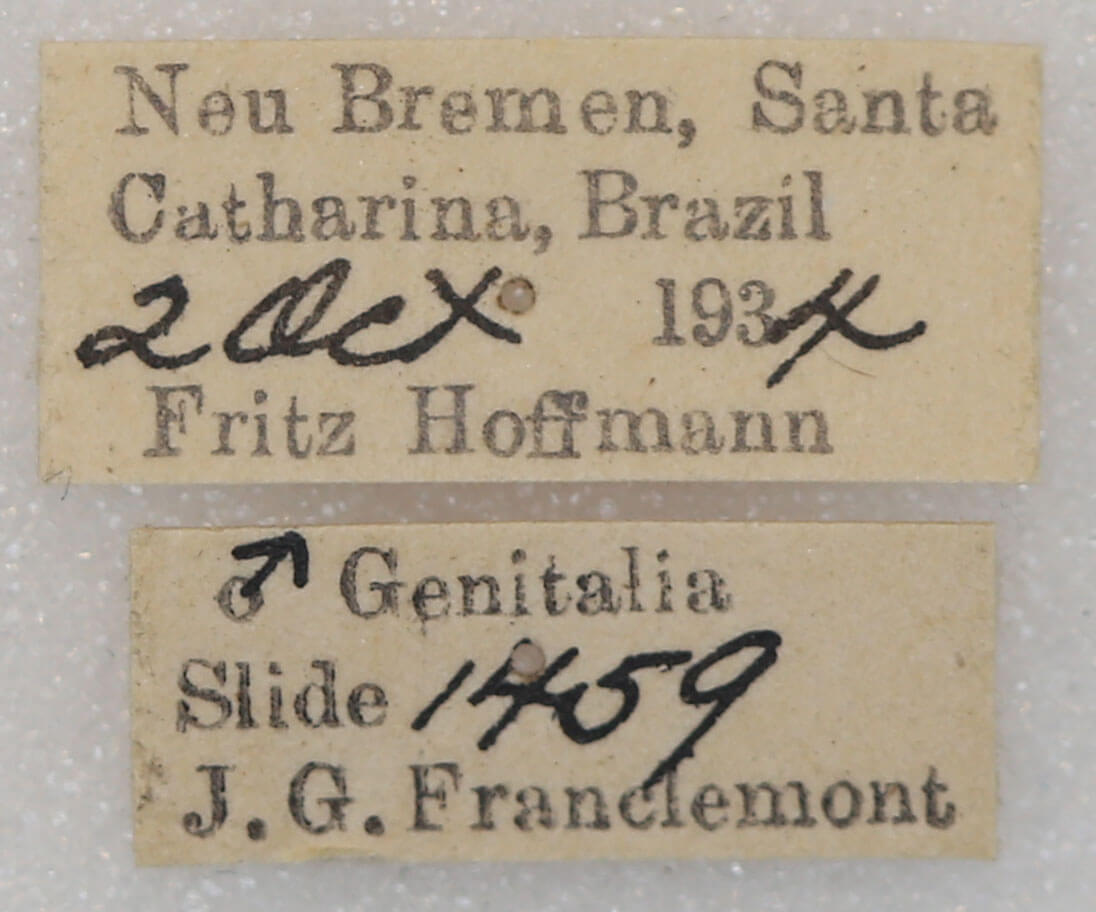 Neu Bremen, Santa
Catharina, Brazil
2 Oct 1934
Fritz Hoffmann
♂ Genitalia
Slide 1459
J. G. Franclemont